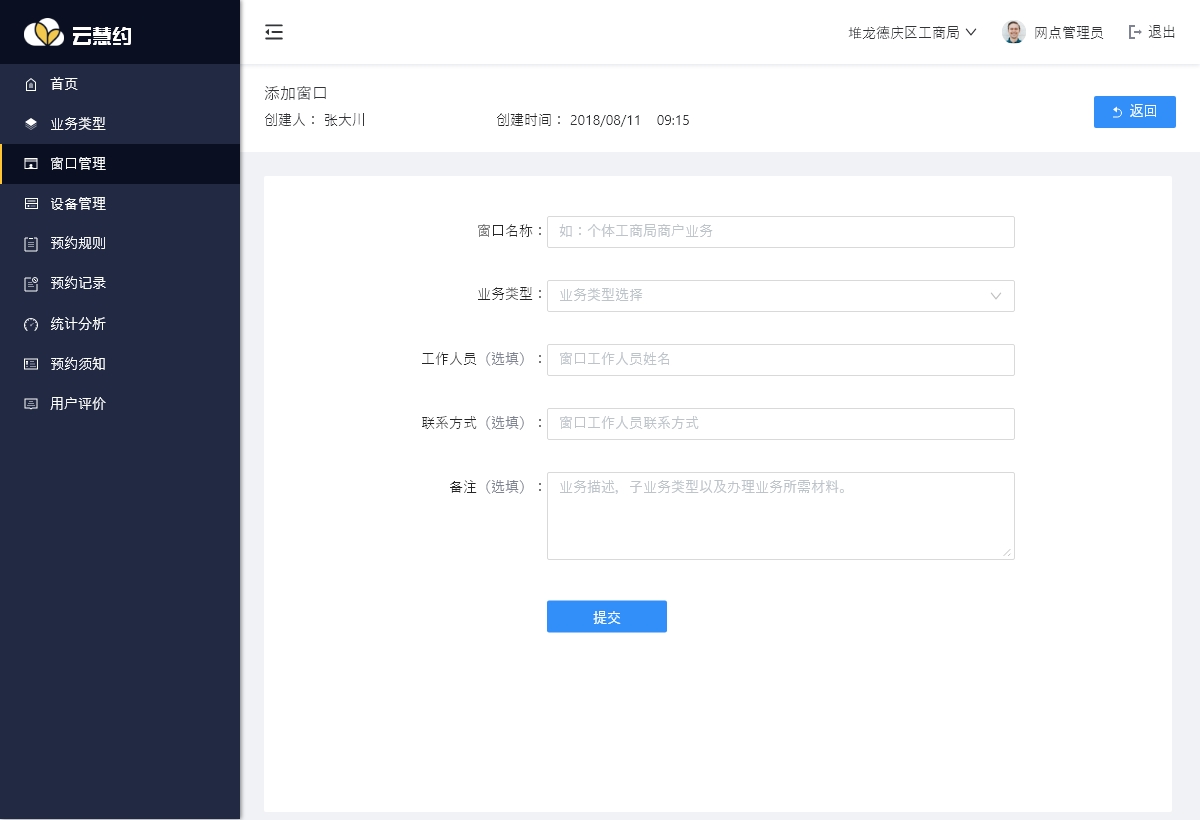 云慧约
首页
业务类型
窗口管理
设备管理
预约规则
预约记录
统计分析
预约须知
用户评价
堆龙德庆区工商局 网点管理员 退出
添加窗口
创建人： 张大川 创建时间： 2018/08/11 09:15
返回
窗口名称： 如：个体工商局商户业务
业务类型： 业务类型选择
工作人员（选填）： 窗口工作人员姓名
联系方式（选填）： 窗口工作人员联系方式
备注（选填）： 业务描述，子业务类型以及办理业务所需材料。
提交